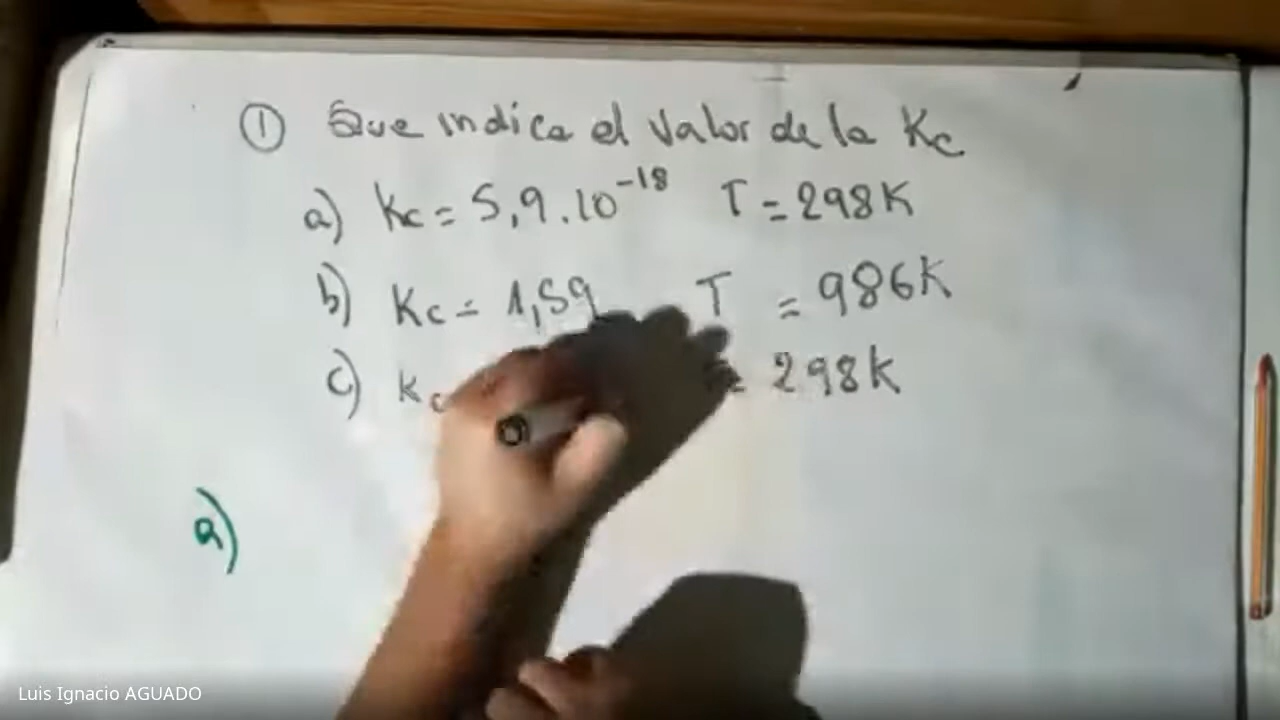 ① Que indica el valor de la Kc
a) Kc = 5,9.10⁻¹⁸ T = 298K
b) Kc = 1,59 T = 986K
c) Kc = 298K
a)
Luis Ignacio AGUADO